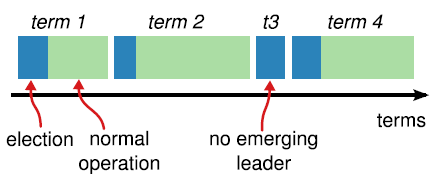 term 1 term 2 t3 term 4
terms
election normal operation no emerging leader